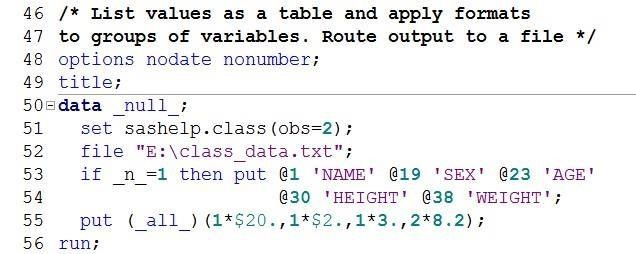 46 /* List values as a table and apply formats
47 to groups of variables. Route output to a file */
48 options nodate nonumber;
49 title;
50 data _null_;
51   set sashelp.class(obs=2);
52   file "E:\class_data.txt";
53   if _n_=1 then put @1 'NAME' @19 'SEX' @23 'AGE'
54                     @30 'HEIGHT' @38 'WEIGHT';
55   put (_all_)(1*$20.,1*$2.,1*3.,2*8.2);
56 run;